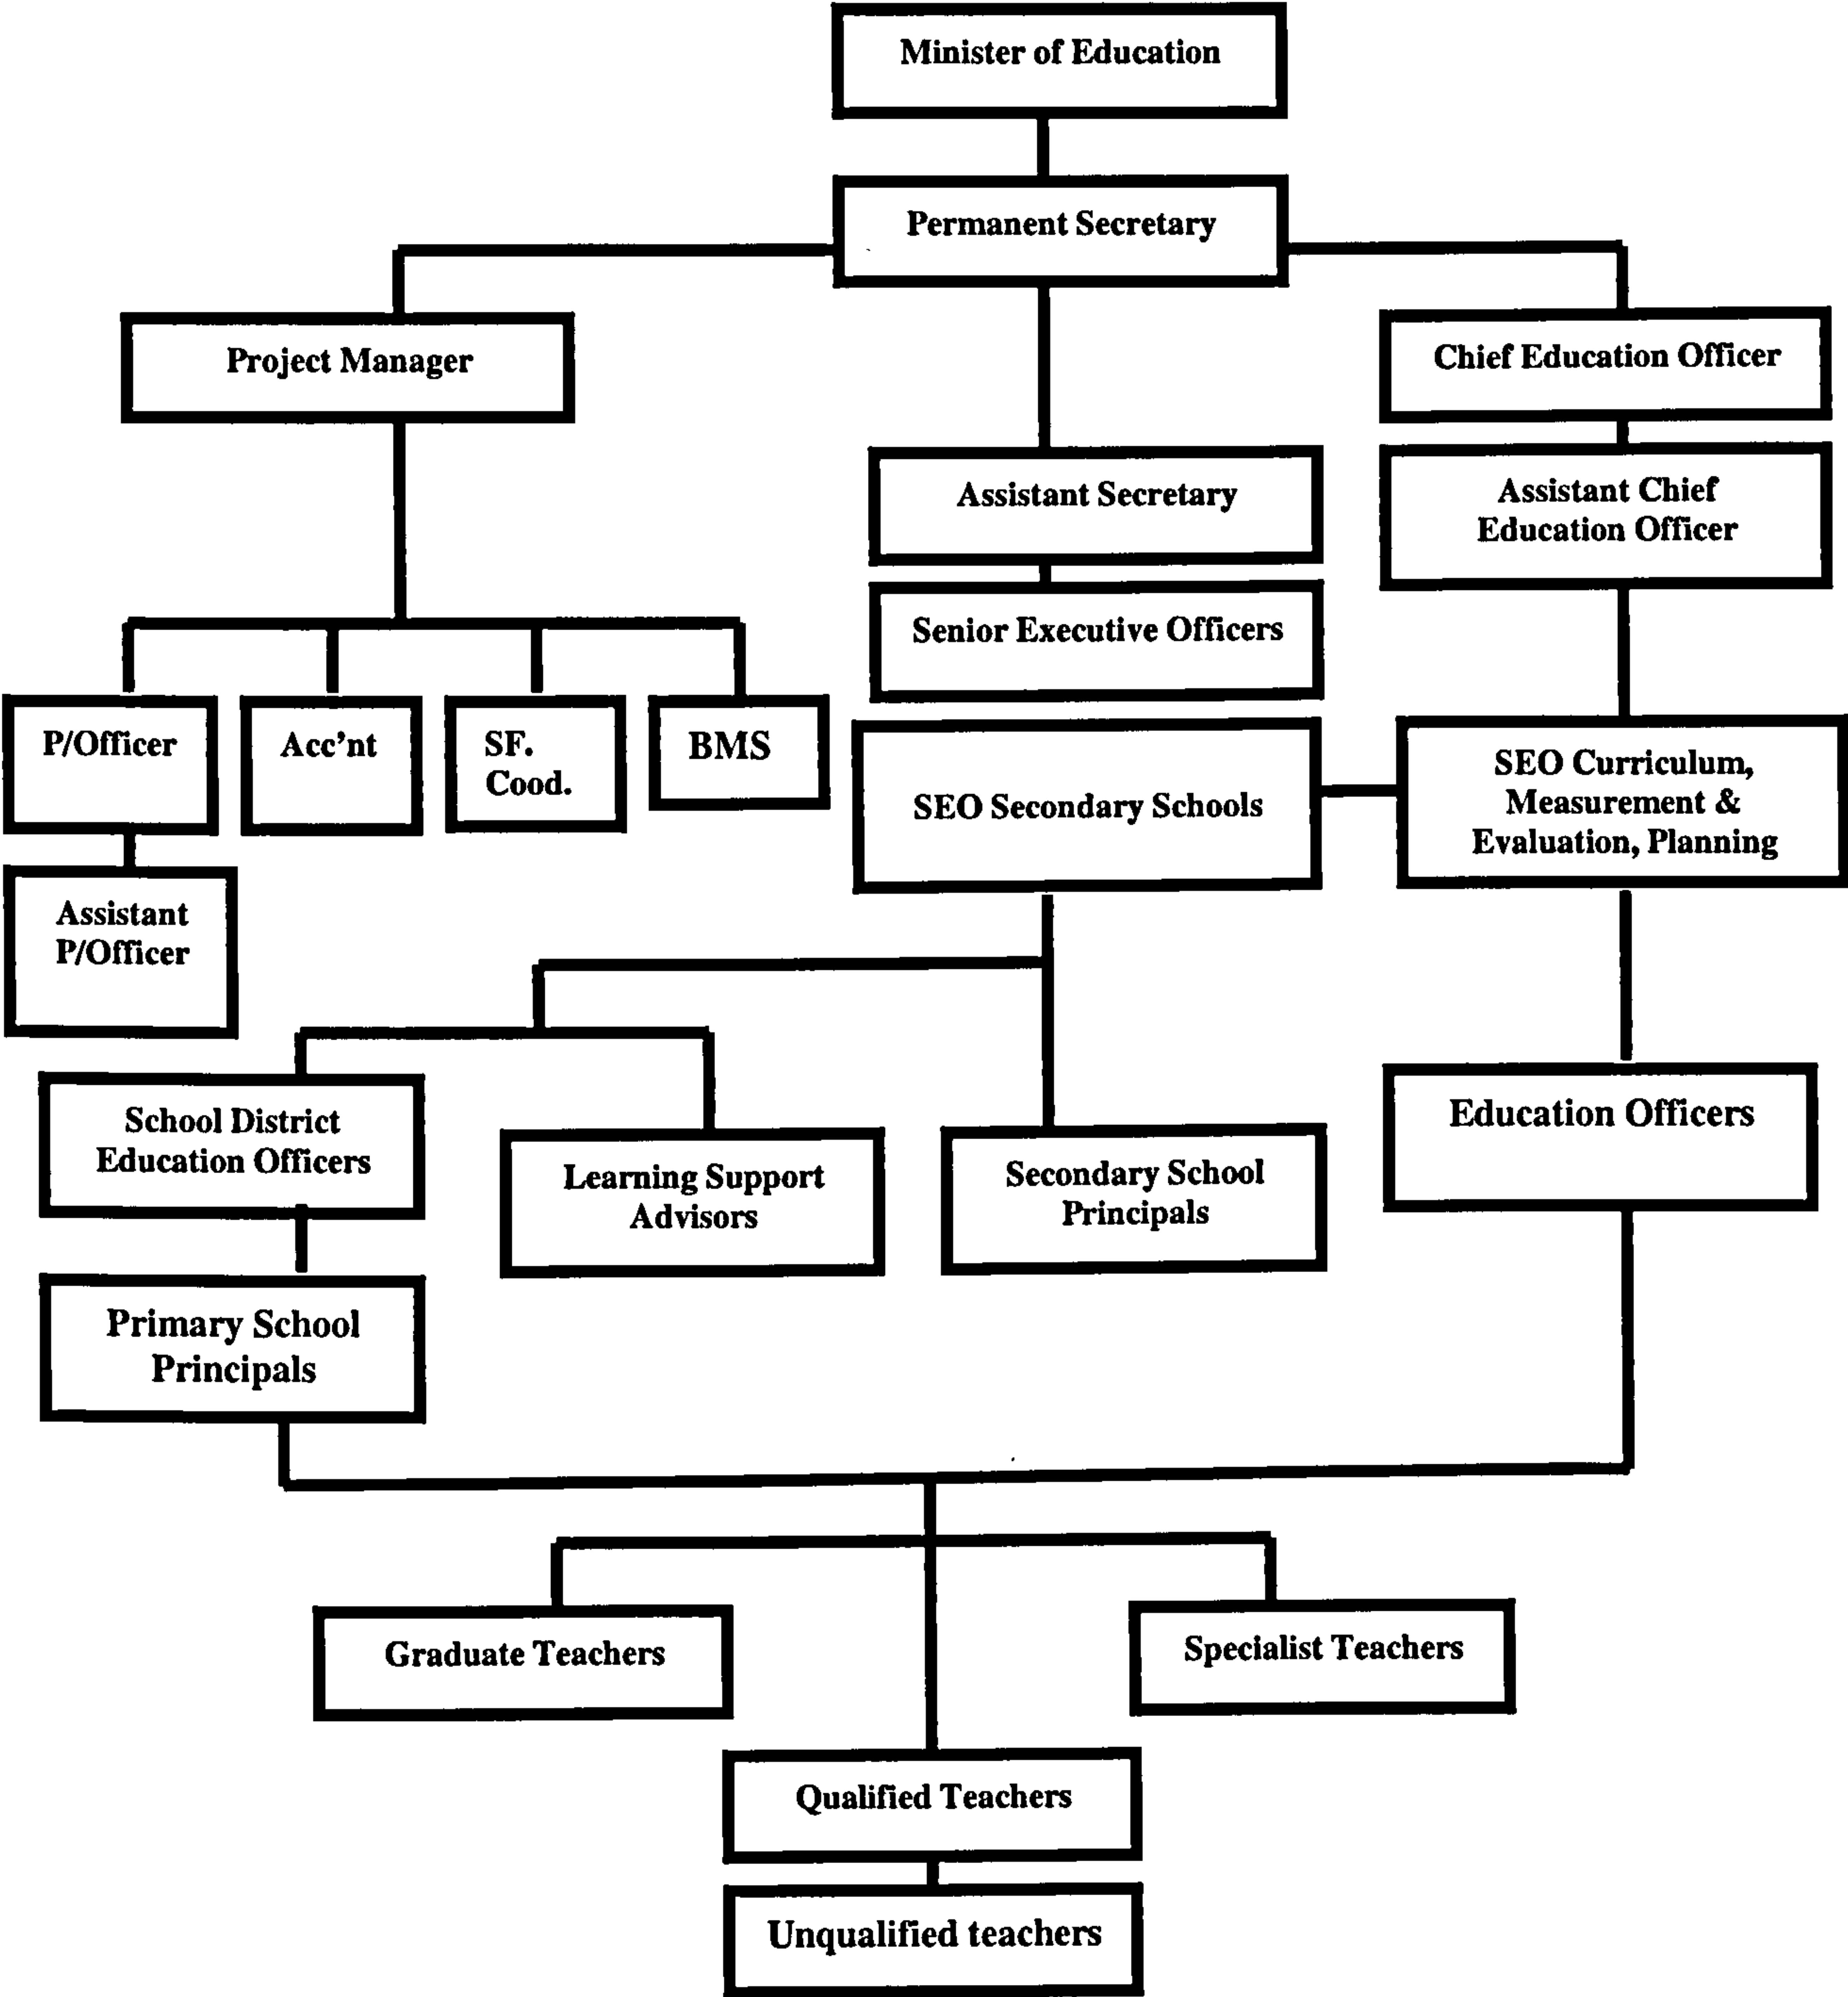 Minister of Education
Permanent Secretary
Project Manager
Chief Education Officer
Assistant Secretary
Assistant Chief
Education Officer
Senior Executive Officers
P/Officer
Acc'nt
SF.
Cood.
BMS
SEO Secondary Schools
SEO Curriculum,
Measurement &
Evaluation, Planning
Assistant
P/Officer
School District
Education Officers
Learning Support
Advisors
Secondary School
Principals
Education Officers
Primary School
Principals
Graduate Teachers
Specialist Teachers
Qualified Teachers
Unqualified teachers